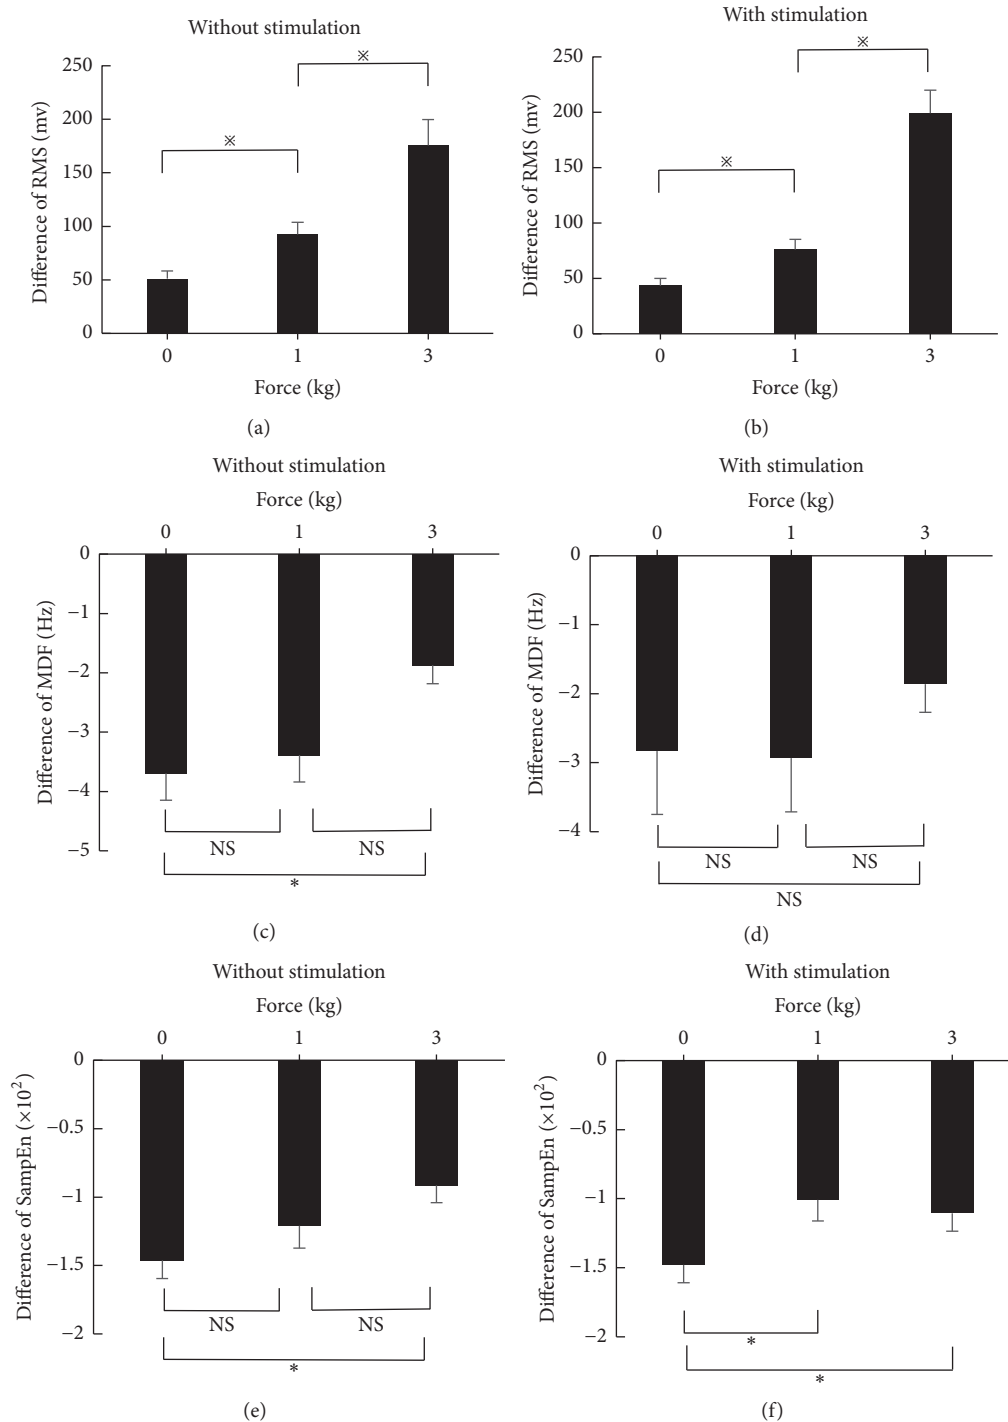 Without stimulation
250
200
150
100
50
0
Difference of RMS (mv)
※
※
0 1 3
Force (kg)
(a)
With stimulation
250
200
150
100
50
0
Difference of RMS (mv)
※
※
0 1 3
Force (kg)
(b)
Without stimulation
Force (kg)
0 1 3
0
−1
−2
−3
−4
−5
Difference of MDF (Hz)
NS NS
*
(c)
With stimulation
Force (kg)
0 1 3
0
−1
−2
−3
−4
Difference of MDF (Hz)
NS NS
NS
(d)
Without stimulation
Force (kg)
0 1 3
0
−0.5
−1
−1.5
−2
Difference of SampEn (×10²)
NS NS
*
(e)
With stimulation
Force (kg)
0 1 3
0
−0.5
−1
−1.5
−2
Difference of SampEn (×10²)
*
*
(f)